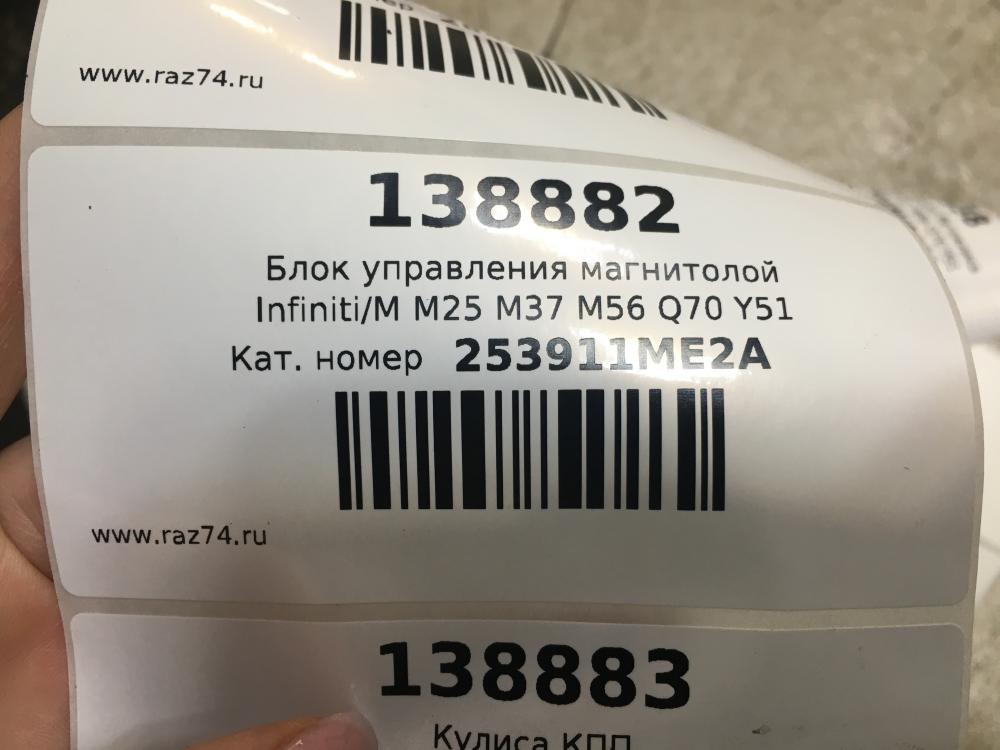 www.raz74.ru
138882
Блок управления магнитолой
Infiniti/M M25 M37 M56 Q70 Y51
Кат. номер 253911ME2A
www.raz74.ru
138883
Кулиса КПП